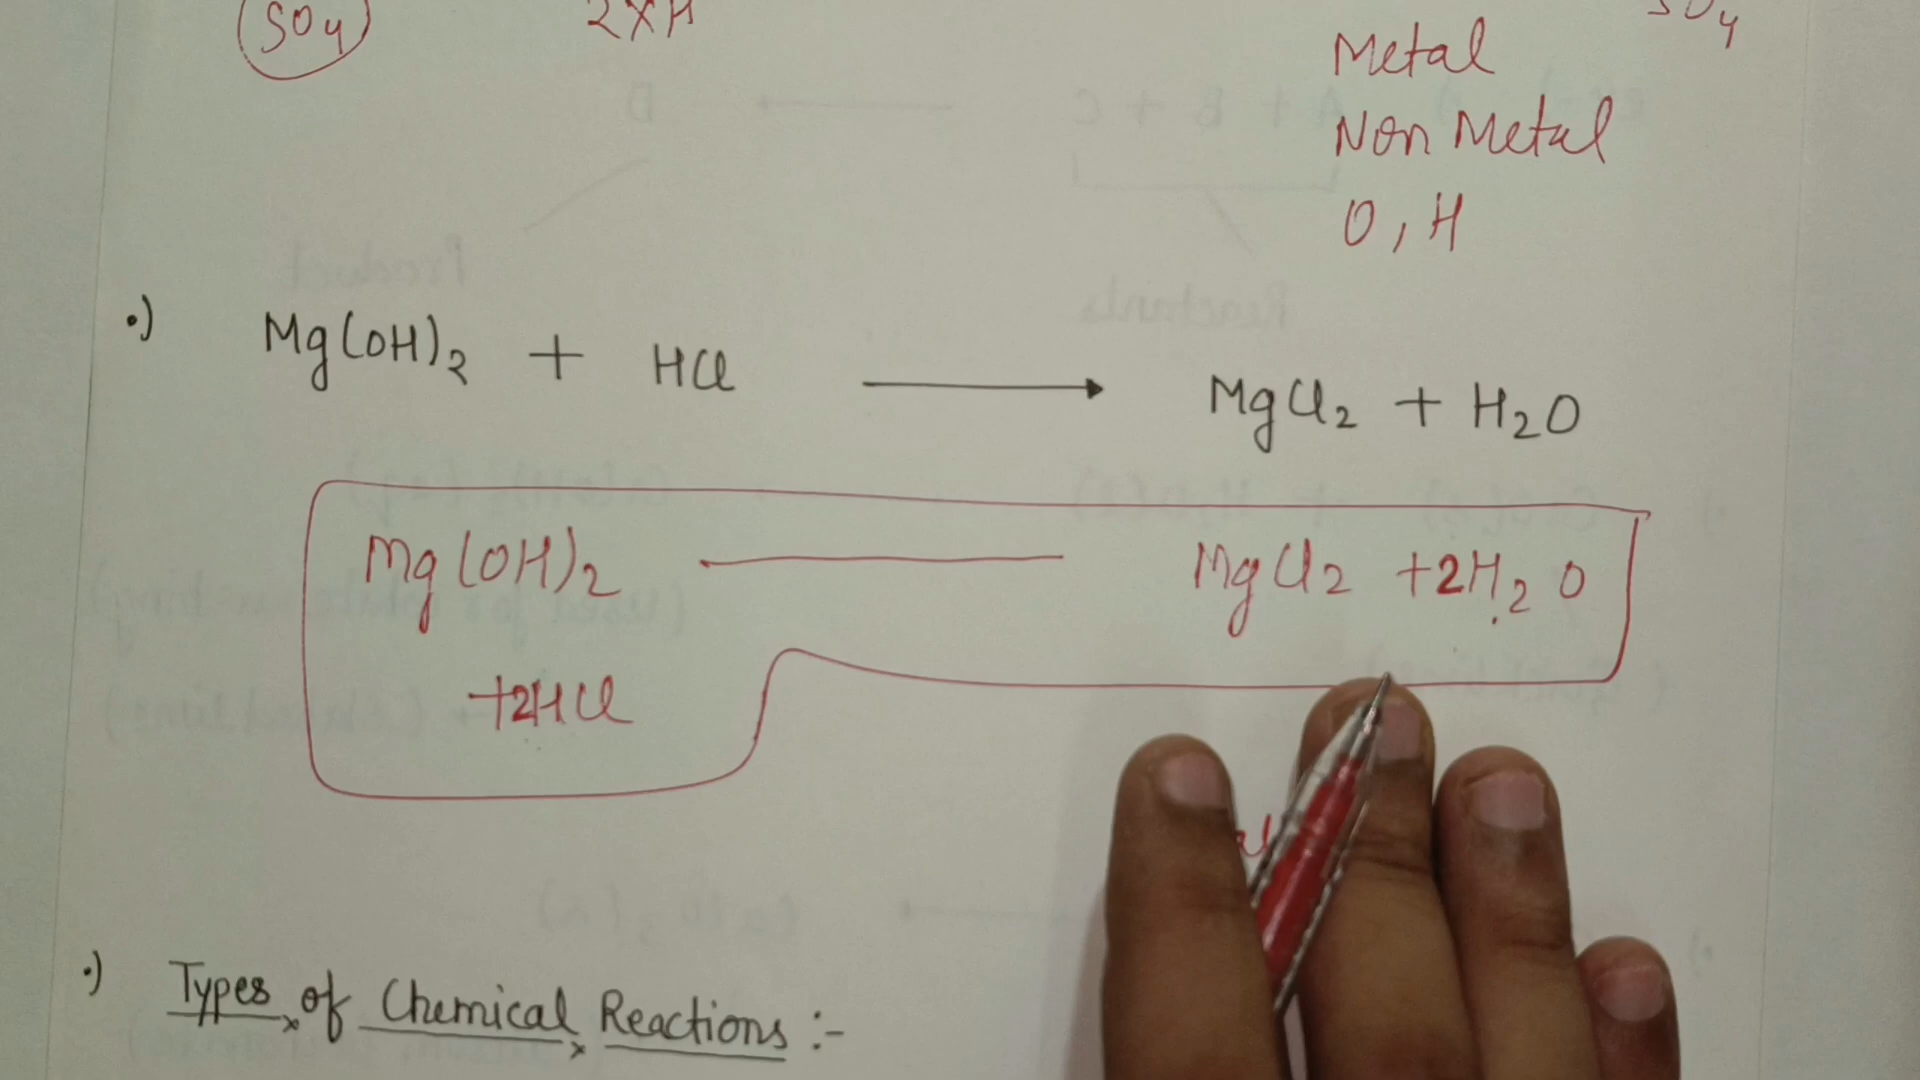 SO4 2XH SO4
Metal
Non Metal
O, H
•) Mg(OH)2 + HCl ⟶ MgCl2 + H2O
Mg(OH)2 — MgCl2 +2H2O
+2HCl
•) Types of Chemical Reactions :-